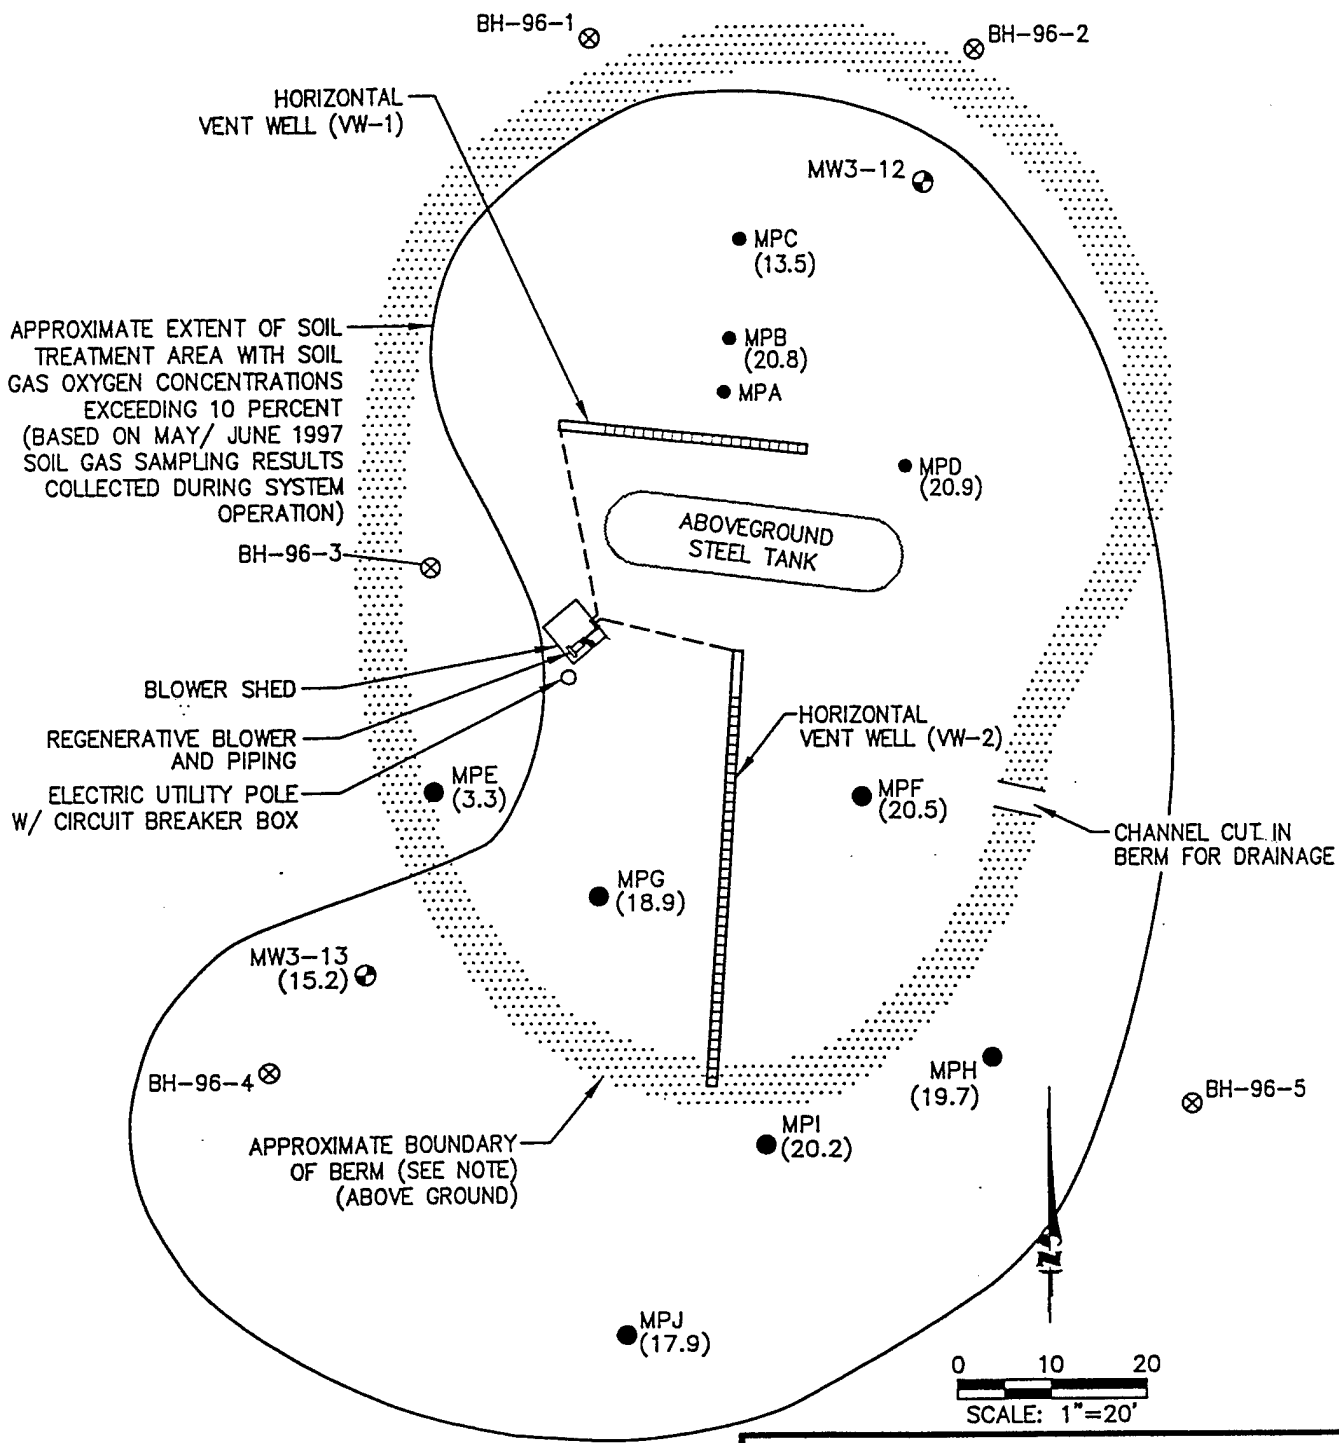 BH-96-1
BH-96-2
HORIZONTAL
VENT WELL (VW-1)
MW3-12
MPC
(13.5)
APPROXIMATE EXTENT OF SOIL
TREATMENT AREA WITH SOIL
GAS OXYGEN CONCENTRATIONS
EXCEEDING 10 PERCENT
(BASED ON MAY/ JUNE 1997
SOIL GAS SAMPLING RESULTS
COLLECTED DURING SYSTEM
OPERATION)
MPB
(20.8)
MPA
MPD
(20.9)
ABOVEGROUND
STEEL TANK
BH-96-3
BLOWER SHED
REGENERATIVE BLOWER
AND PIPING
ELECTRIC UTILITY POLE
W/ CIRCUIT BREAKER BOX
HORIZONTAL
VENT WELL (VW-2)
MPE
(3.3)
MPF
(20.5)
CHANNEL CUT IN
BERM FOR DRAINAGE
MPG
(18.9)
MW3-13
(15.2)
BH-96-4
MPH
(19.7)
BH-96-5
APPROXIMATE BOUNDARY
OF BERM (SEE NOTE)
(ABOVE GROUND)
MPI
(20.2)
N
MPJ
(17.9)
0 10 20
SCALE: 1"=20'